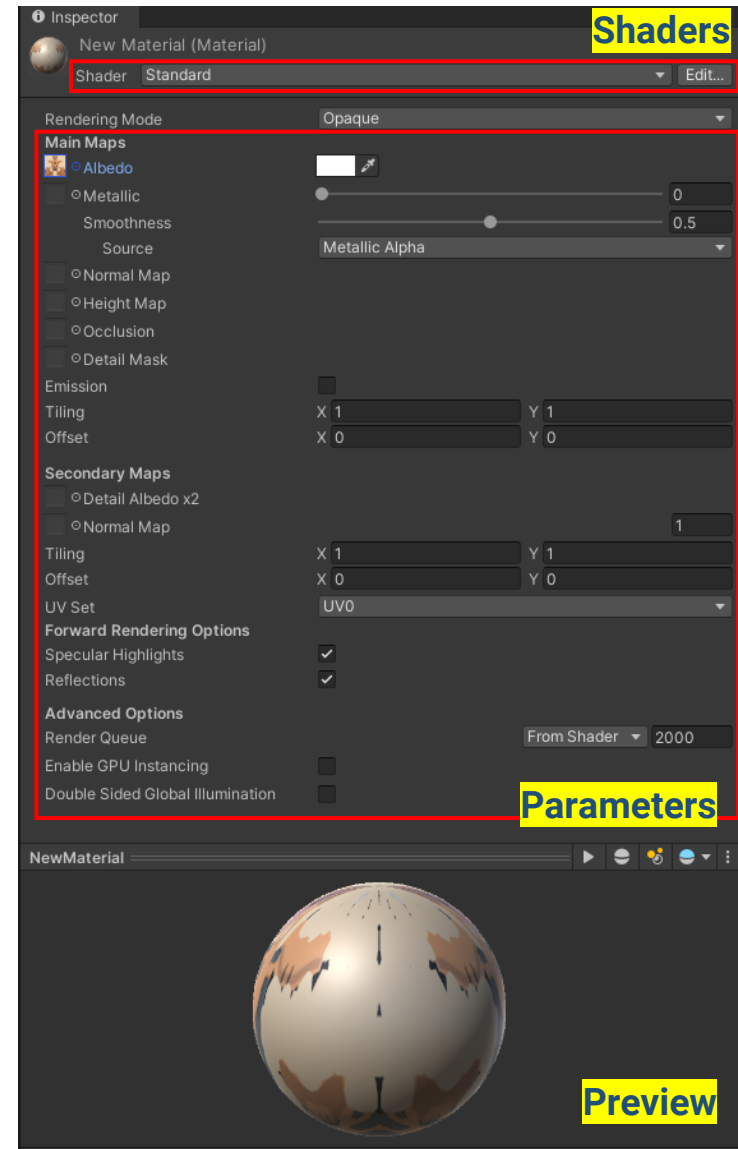 Inspector
Shaders
New Material (Material)
Shader Standard Edit...
Rendering Mode Opaque
Main Maps
Albedo
Metallic 0
Smoothness 0.5
Source Metallic Alpha
Normal Map
Height Map
Occlusion
Detail Mask
Emission
Tiling X 1 Y 1
Offset X 0 Y 0
Secondary Maps
Detail Albedo x2
Normal Map 1
Tiling X 1 Y 1
Offset X 0 Y 0
UV Set UV0
Forward Rendering Options
Specular Highlights
Reflections
Advanced Options
Render Queue From Shader 2000
Enable GPU Instancing
Double Sided Global Illumination
Parameters
NewMaterial
Preview